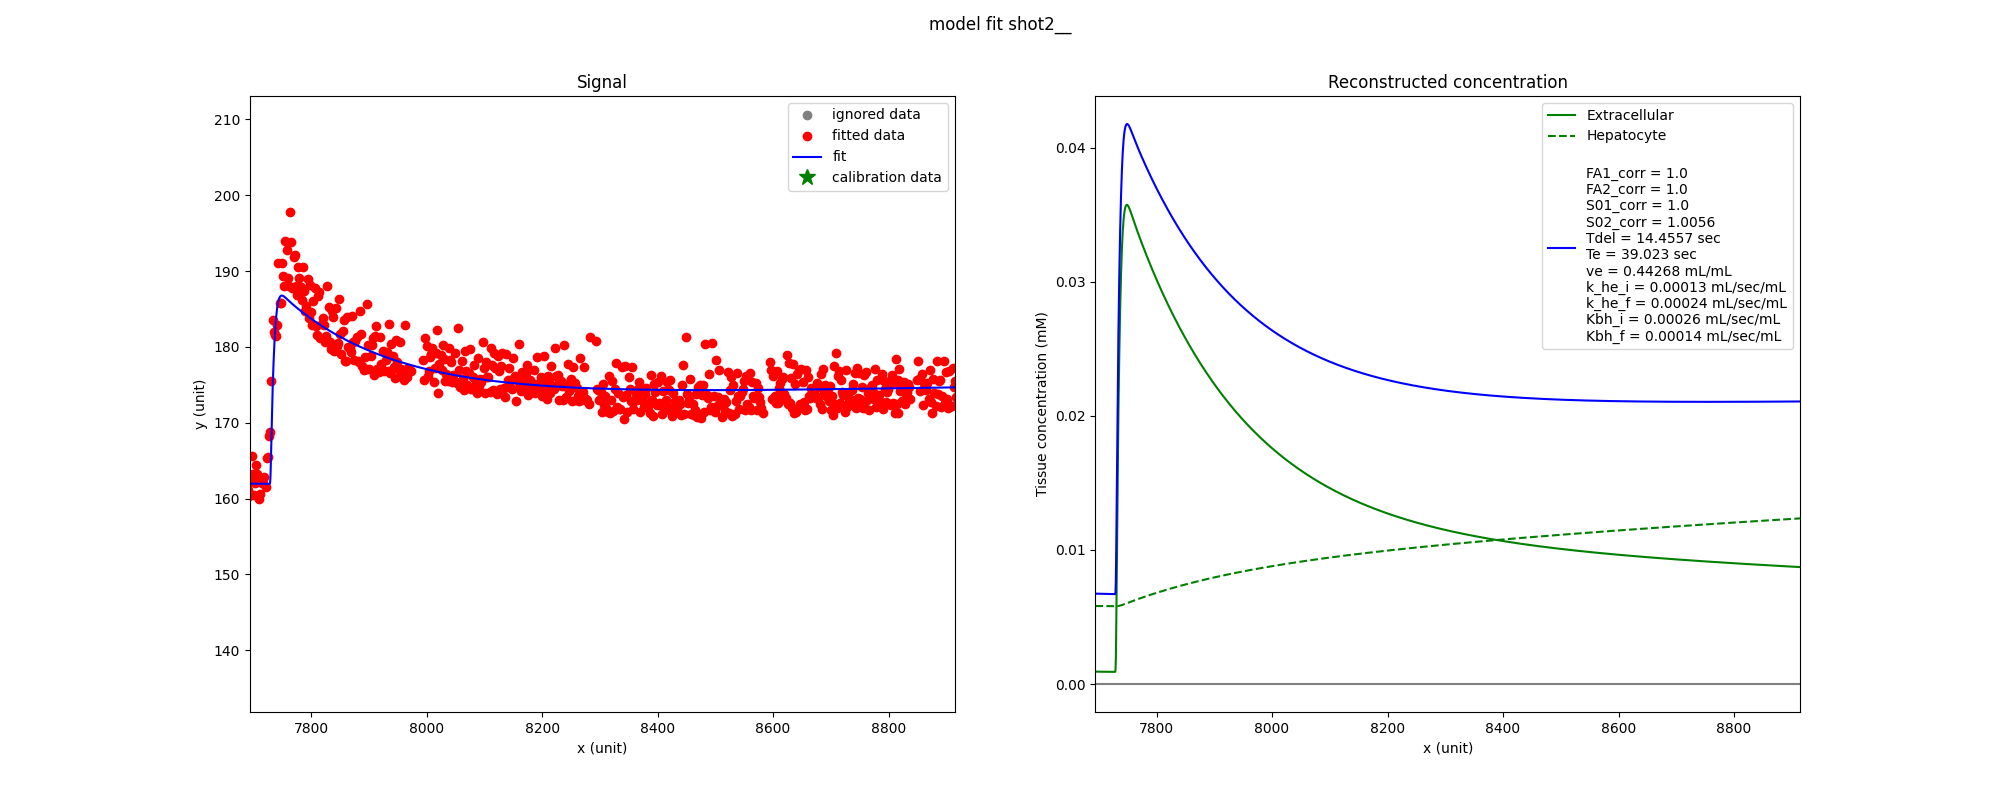 model fit shot2__
Signal
210
200
190
180
170
160
150
140
y (unit)
7800
8000
8200
8400
8600
8800
x (unit)
ignored data
fitted data
fit
calibration data
Reconstructed concentration
0.04
0.03
0.02
0.01
0.00
Tissue concentration (mM)
7800
8000
8200
8400
8600
8800
x (unit)
Extracellular
Hepatocyte
FA1_corr = 1.0
FA2_corr = 1.0
S01_corr = 1.0
S02_corr = 1.0056
Tdel = 14.4557 sec
Te = 39.023 sec
ve = 0.44268 mL/mL
k_he_i = 0.00013 mL/sec/mL
k_he_f = 0.00024 mL/sec/mL
Kbh_i = 0.00026 mL/sec/mL
Kbh_f = 0.00014 mL/sec/mL